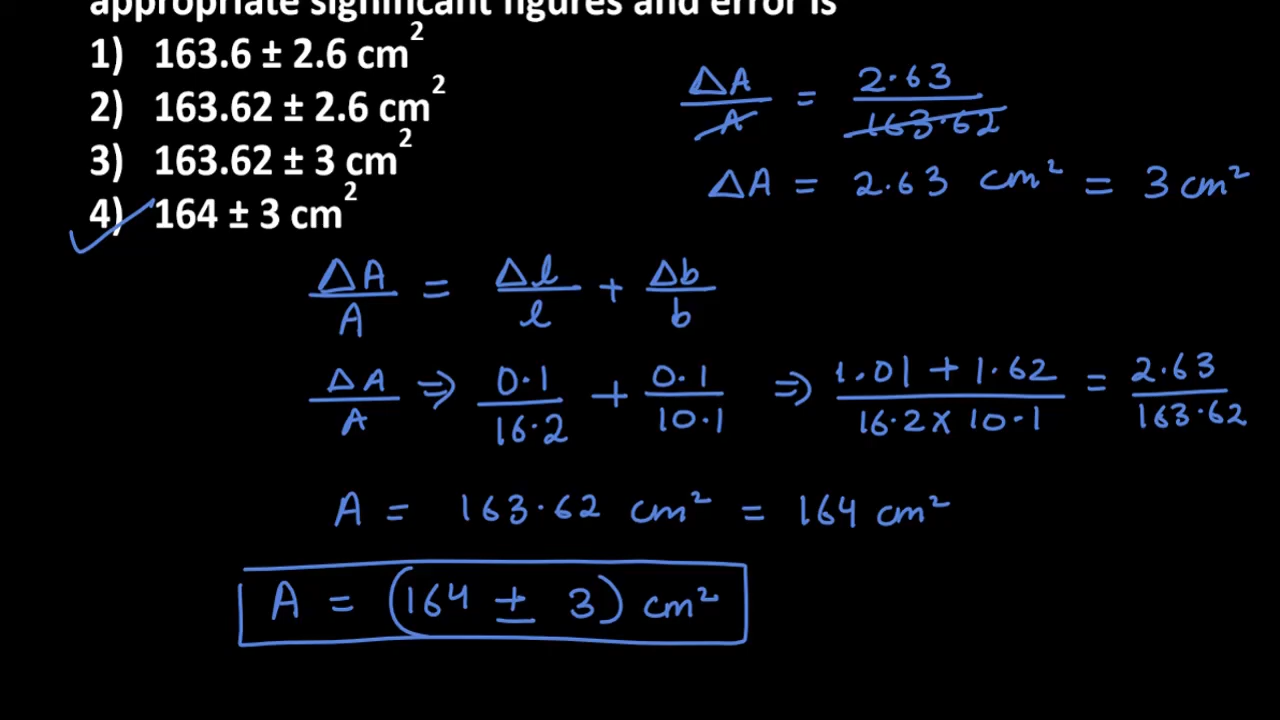 appropriate significant figures and error is
1) 163.6 ± 2.6 cm²
2) 163.62 ± 2.6 cm²
3) 163.62 ± 3 cm²
4) 164 ± 3 cm²
ΔA/A = 2.63/163.62
ΔA = 2.63 cm² = 3 cm²
ΔA/A = Δl/l + Δb/b
ΔA/A ⇒ 0.1/16.2 + 0.1/10.1 ⇒ (1.01 + 1.62)/(16.2 × 10.1) = 2.63/163.62
A = 163.62 cm² = 164 cm²
A = (164 ± 3) cm²